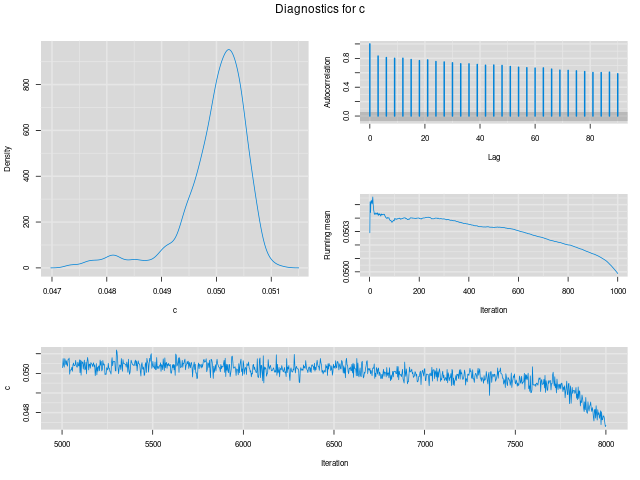 Diagnostics for c
Density
0 200 400 600 800
0.047 0.048 0.049 0.050 0.051
c
Autocorrelation
0.0 0.4 0.8
0 20 40 60 80
Lag
Running mean
0.0500 0.0503
0 200 400 600 800 1000
Iteration
c
0.048 0.050
5000 5500 6000 6500 7000 7500 8000
Iteration